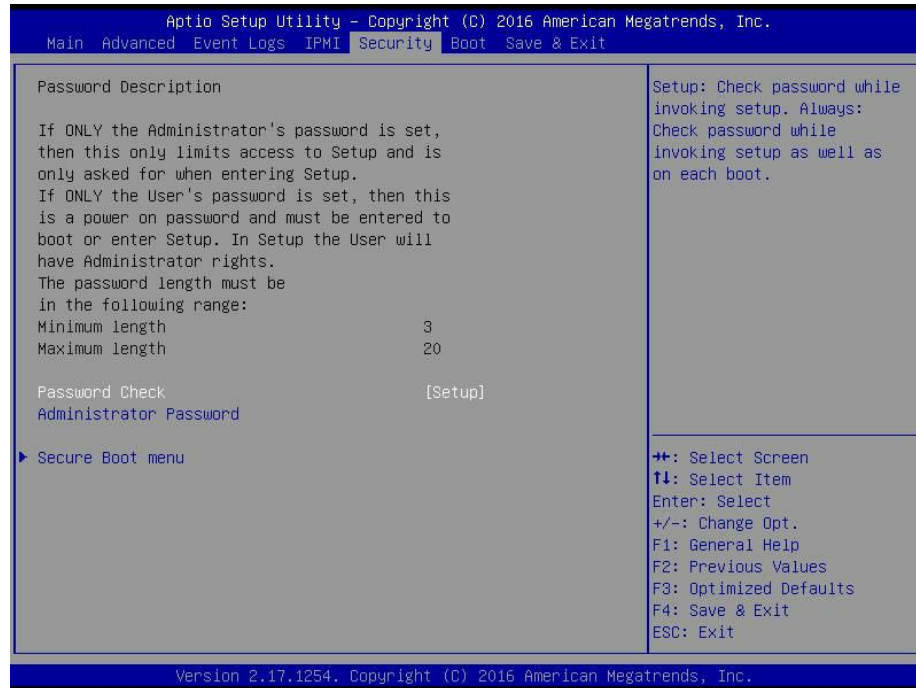 Aptio Setup Utility – Copyright (C) 2016 American Megatrends, Inc.
Main Advanced Event Logs IPMI Security Boot Save & Exit
Password Description
If ONLY the Administrator's password is set,
then this only limits access to Setup and is
only asked for when entering Setup.
If ONLY the User's password is set, then this
is a power on password and must be entered to
boot or enter Setup. In Setup the User will
have Administrator rights.
The password length must be
in the following range:
Minimum length 3
Maximum length 20
Password Check [Setup]
Administrator Password
Secure Boot menu
Setup: Check password while
invoking setup. Always:
Check password while
invoking setup as well as
on each boot.
→←: Select Screen
↑↓: Select Item
Enter: Select
+/-: Change Opt.
F1: General Help
F2: Previous Values
F3: Optimized Defaults
F4: Save & Exit
ESC: Exit
Version 2.17.1254. Copyright (C) 2016 American Megatrends, Inc.